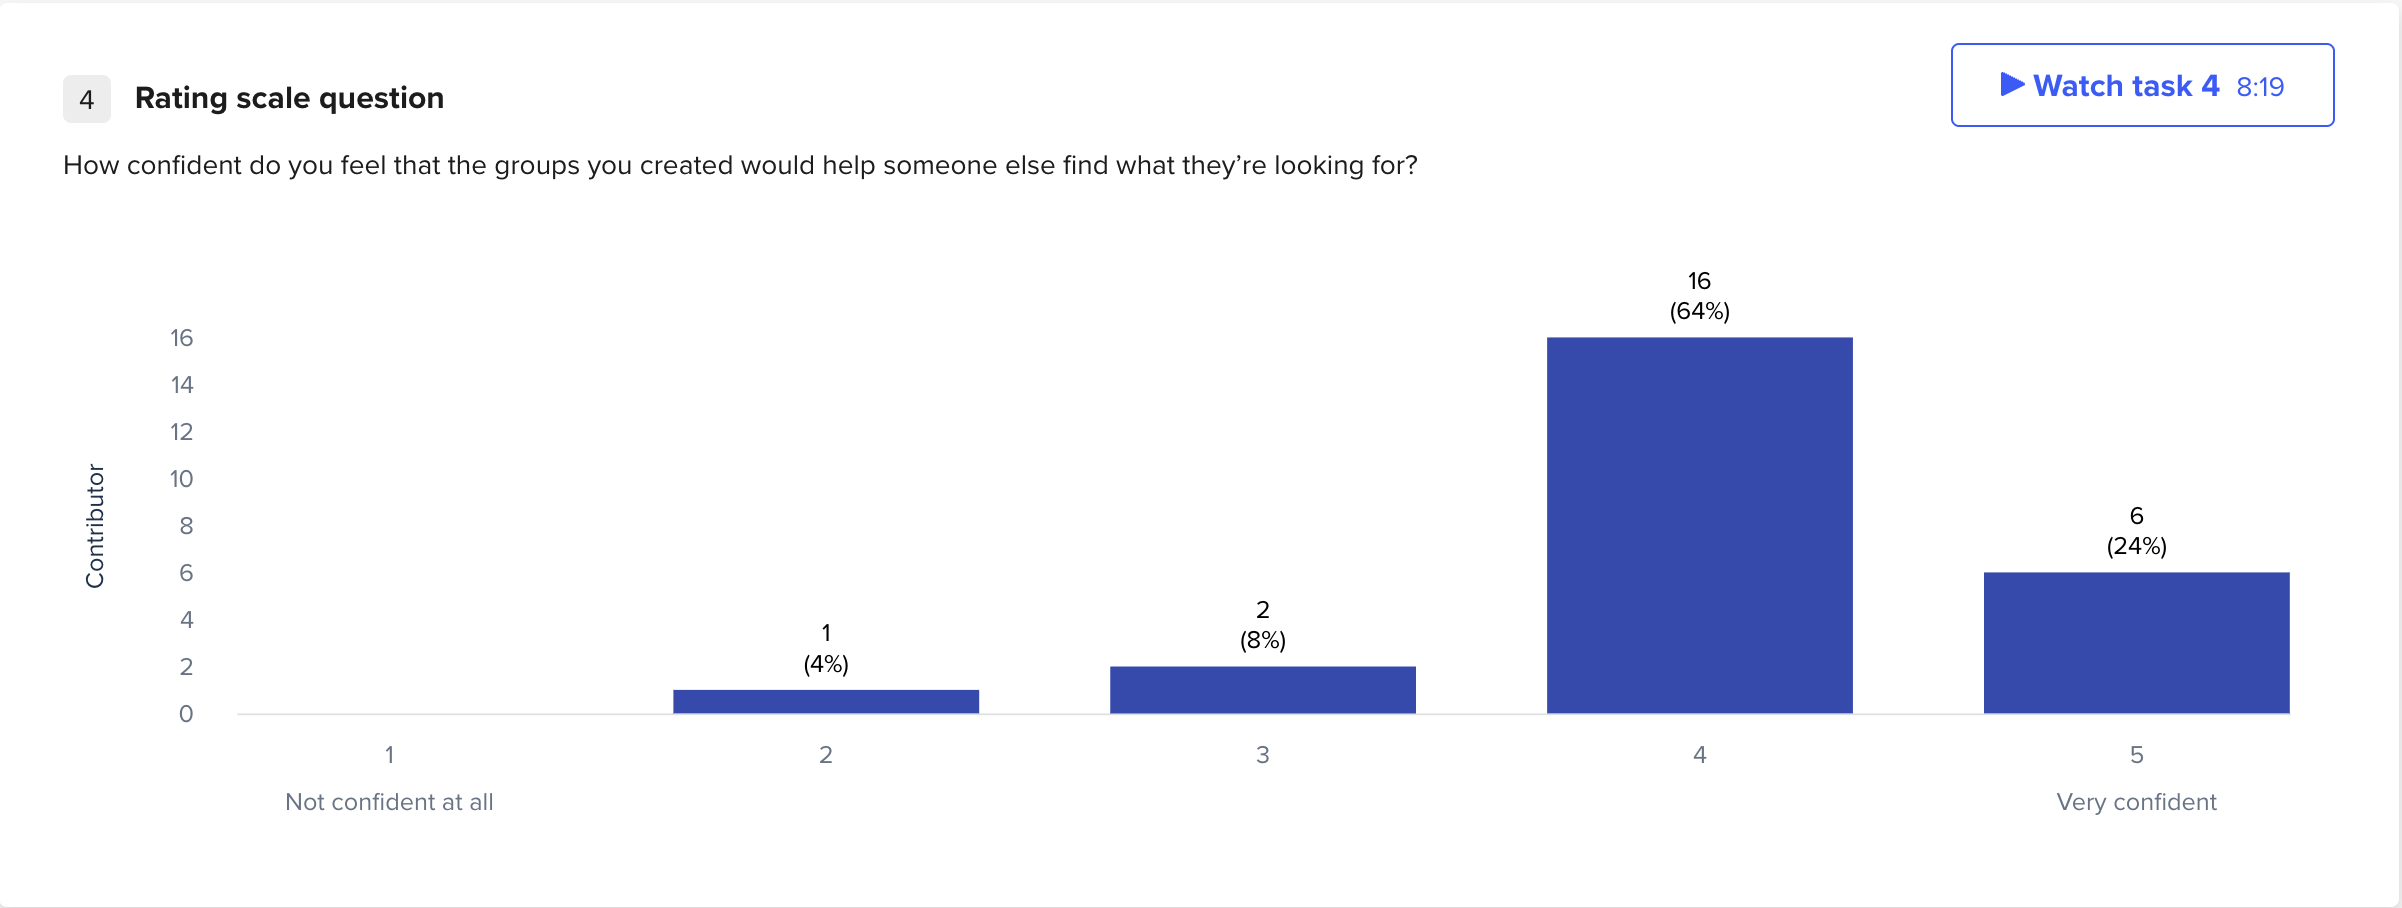 4 Rating scale question
▶ Watch task 4 8:19
How confident do you feel that the groups you created would help someone else find what they’re looking for?
Contributor
16
14
12
10
8
6
4
2
0
1
(4%)
2
(8%)
16
(64%)
6
(24%)
1 2 3 4 5
Not confident at all Very confident